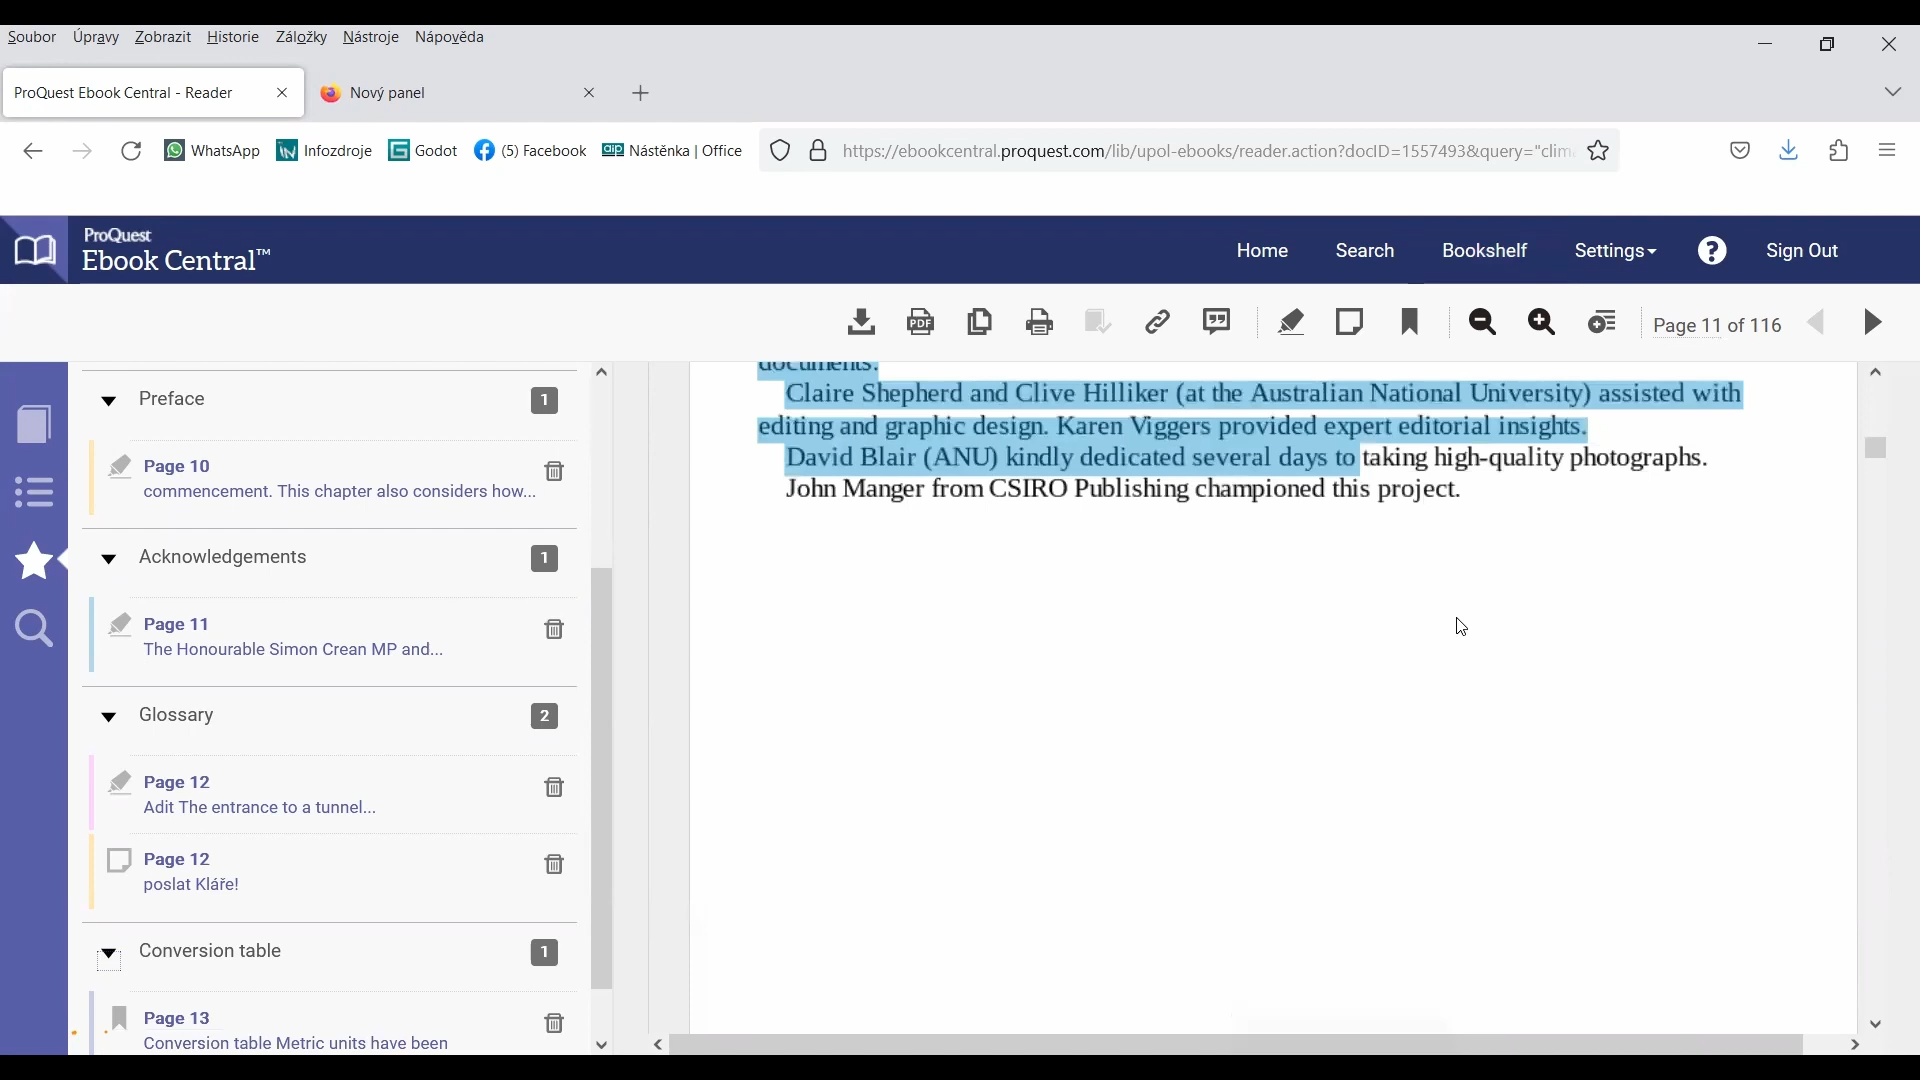 Soubor Úpravy Zobrazit Historie Záložky Nástroje Nápověda
ProQuest Ebook Central - Reader
Nový panel
WhatsApp Infozdroje Godot (5) Facebook Nástěnka | Office https://ebookcentral.proquest.com/lib/upol-ebooks/reader.action?docID=1557493&query="clim
ProQuest
Ebook Central™
Home Search Bookshelf Settings ? Sign Out
PDF
Page 11 of 116
Preface 1
Page 10
commencement. This chapter also considers how...
Acknowledgements 1
Page 11
The Honourable Simon Crean MP and...
Glossary 2
Page 12
Adit The entrance to a tunnel...
Page 12
poslat Kláře!
Conversion table 1
Page 13
Conversion table Metric units have been
documents.
Claire Shepherd and Clive Hilliker (at the Australian National University) assisted with
editing and graphic design. Karen Viggers provided expert editorial insights.
David Blair (ANU) kindly dedicated several days to taking high-quality photographs.
John Manger from CSIRO Publishing championed this project.